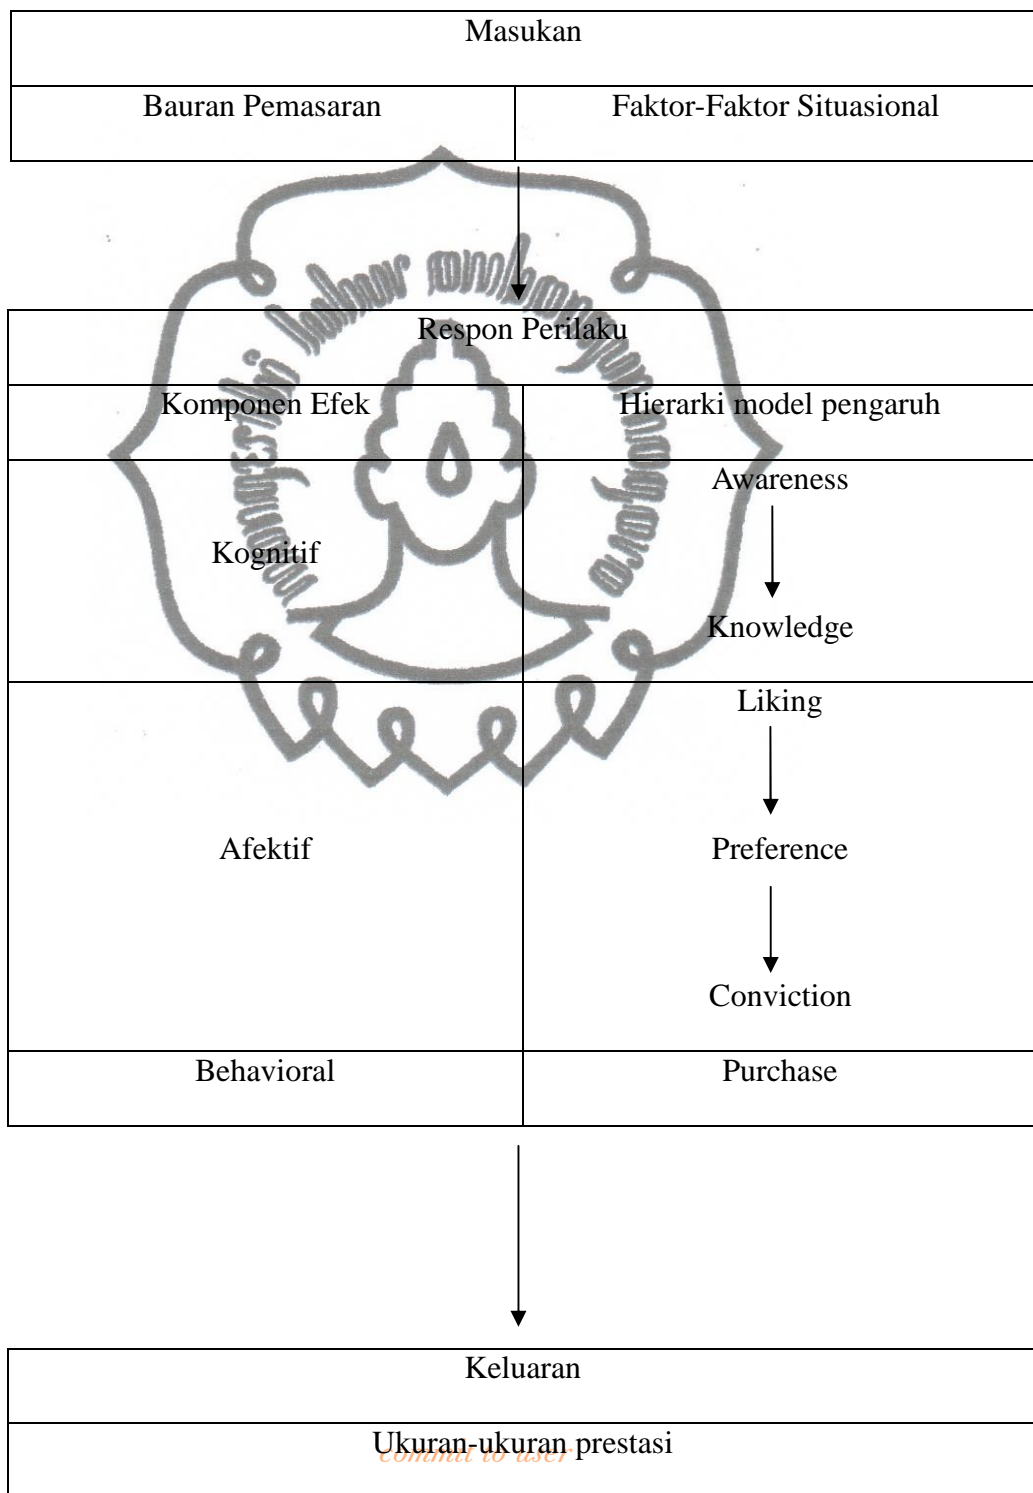 Masukan
Bauran Pemasaran Faktor-Faktor Situasional
Respon Perilaku
Komponen Efek Hierarki model pengaruh
Awareness
Kognitif
Knowledge
Liking
Afektif Preference
Conviction
Behavioral Purchase
Keluaran
Ukuran-ukuran prestasi
commit to user